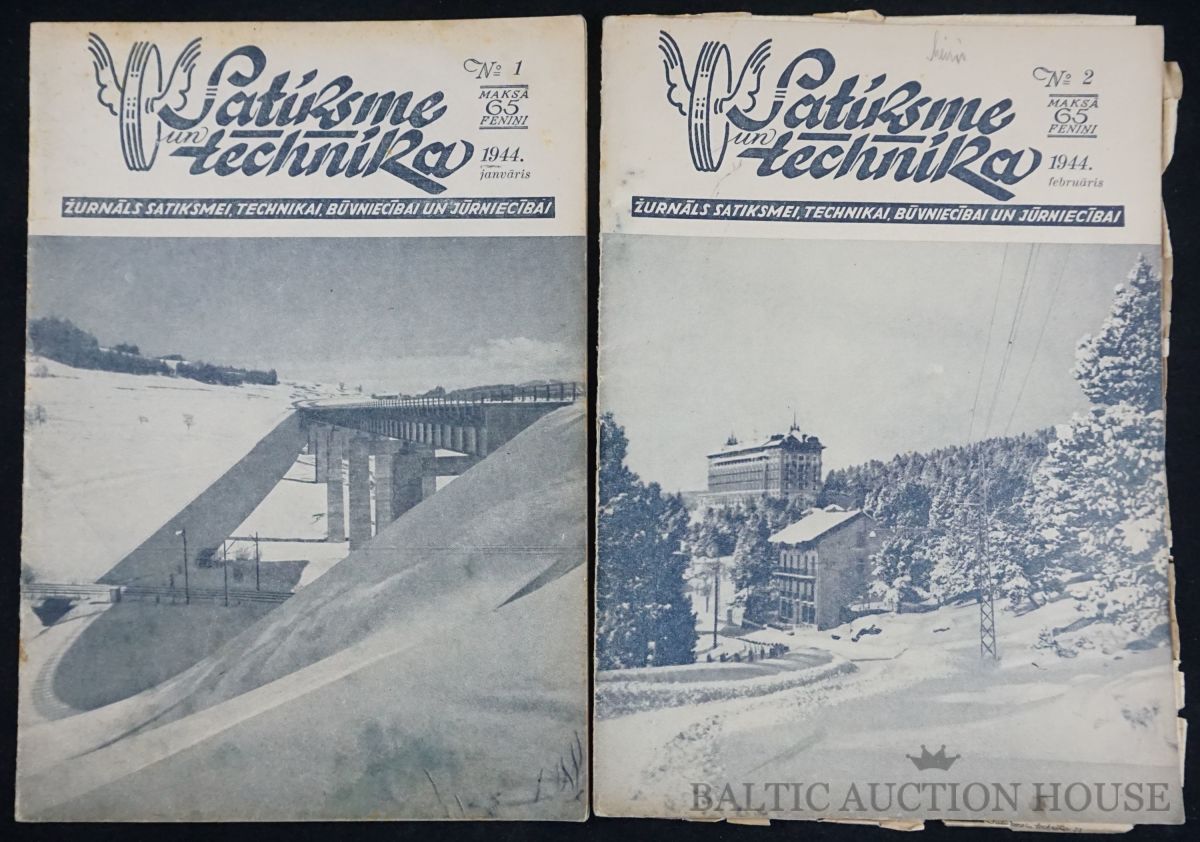 Satiksme
un
technika
No 1
MAKSĀ
65
FENIŅI
1944.
janvāris
ŽURNĀLS SATIKSMEI, TECHNIKAI, BŪVNIECĪBAI UN JŪRNIECĪBAI
Satiksme
un
technika
No 2
MAKSĀ
65
FENIŅI
1944.
februāris
ŽURNĀLS SATIKSMEI, TECHNIKAI, BŪVNIECĪBAI UN JŪRNIECĪBAI
BALTIC AUCTION HOUSE